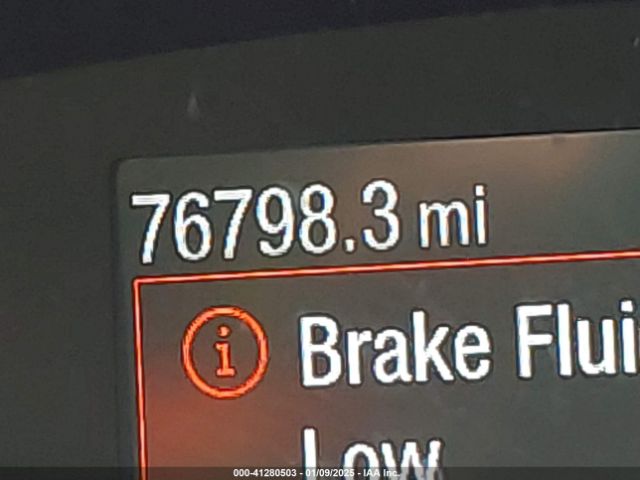 76798.3 mi
i
Brake Flui
Low
000-41280503 - 01/09/2025 - IAA Inc.